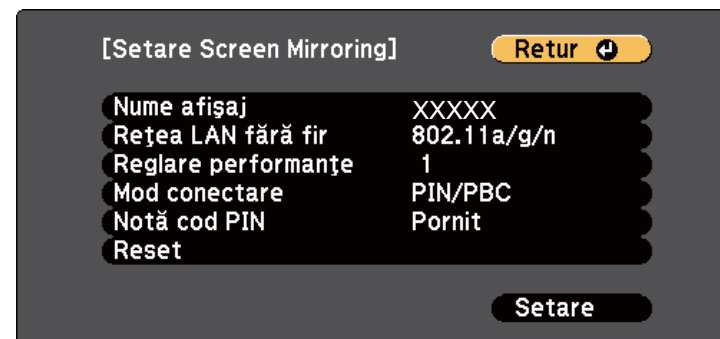 [Setare Screen Mirroring] Retur
Nume afişaj XXXXX
Reţea LAN fără fir 802.11a/g/n
Reglare performanţe 1
Mod conectare PIN/PBC
Notă cod PIN Pornit
Reset
Setare